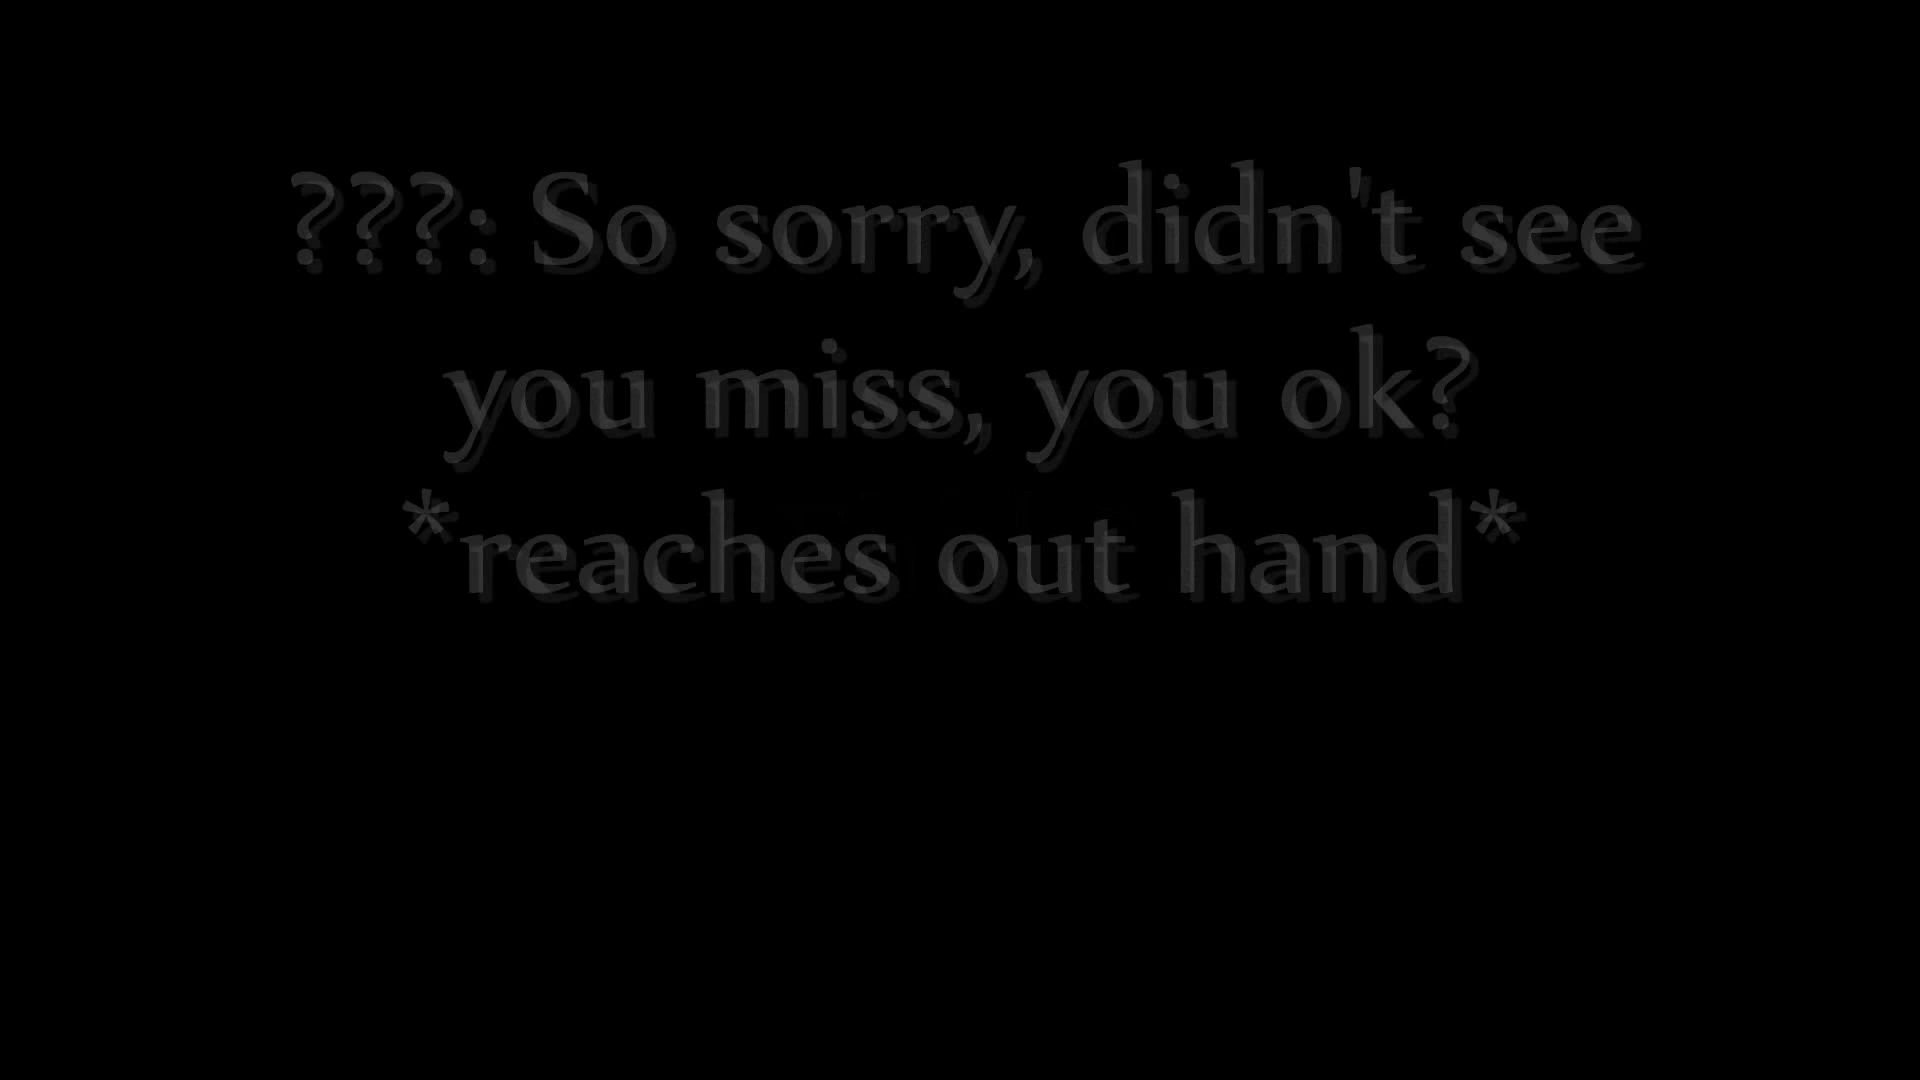 ???: So sorry, didn't see
you miss, you ok?
*reaches out hand*